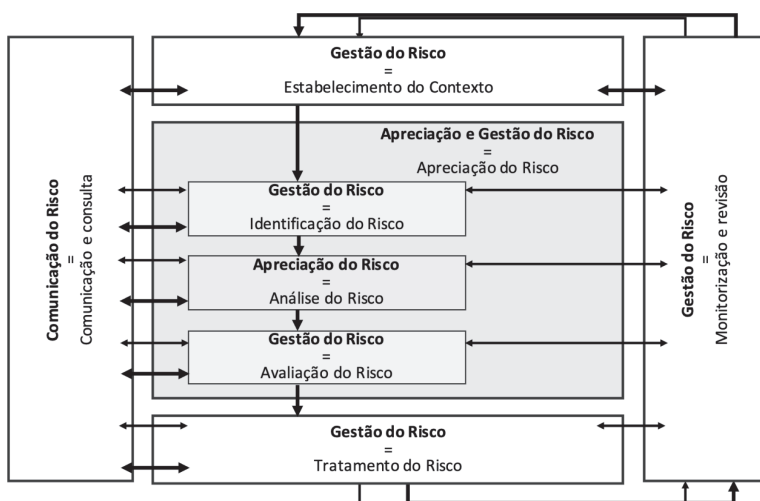 Gestão do Risco
=
Estabelecimento do Contexto
Apreciação e Gestão do Risco
=
Apreciação do Risco
Gestão do Risco
=
Identificação do Risco
Apreciação do Risco
=
Análise do Risco
Gestão do Risco
=
Avaliação do Risco
Gestão do Risco
=
Tratamento do Risco
Comunicação do Risco
=
Comunicação e consulta
Gestão do Risco
=
Monitorização e revisão